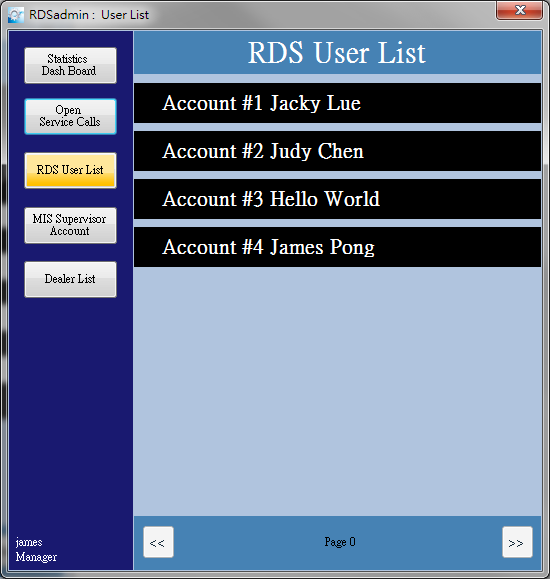 RDSadmin : User List
Statistics
Dash Board
Open
Service Calls
RDS User List
MIS Supervisor
Account
Dealer List
james
Manager
RDS User List
Account #1 Jacky Lue
Account #2 Judy Chen
Account #3 Hello World
Account #4 James Pong
<<
Page 0
>>